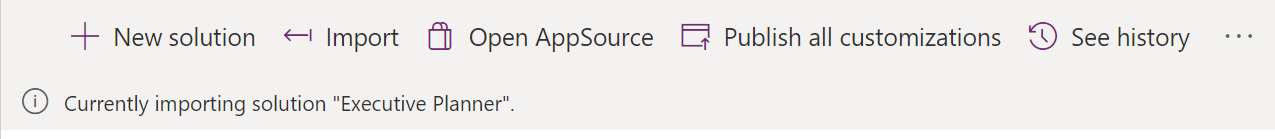 New solution Import Open AppSource Publish all customizations See history ...
Currently importing solution "Executive Planner".